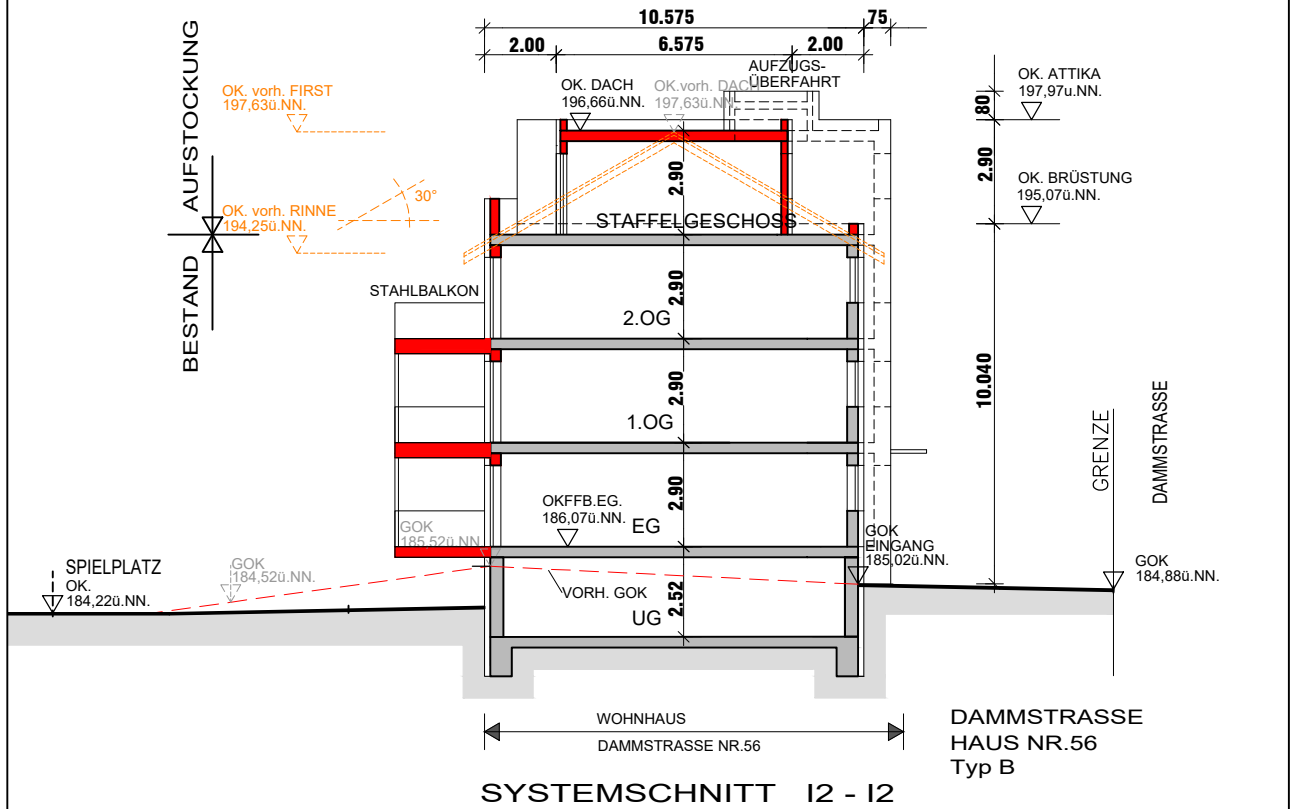 10.575
75
2.00
6.575
2.00
AUFSTOCKUNG
BESTAND
OK. vorh. FIRST
197,63ü.NN.
OK. vorh. RINNE
194,25ü.NN.
30°
OK. DACH
196,66ü.NN.
OK.vorh. DACH
197,63ü.NN.
AUFZUGS-
ÜBERFAHRT
OK. ATTIKA
197,97u.NN.
80
2.90
OK. BRÜSTUNG
195,07ü.NN.
10.040
2.90
STAFFELGESCHOSS
STAHLBALKON
2.90
2.OG
2.90
1.OG
2.90
OKFFB.EG.
186,07ü.NN.
EG
GOK
185,52ü.NN.
GOK
EINGANG
185,02ü.NN.
GRENZE
DAMMSTRASSE
GOK
184,88ü.NN.
SPIELPLATZ
OK.
184,22ü.NN.
GOK
184,52ü.NN.
VORH. GOK
2.52
UG
WOHNHAUS
DAMMSTRASSE NR.56
DAMMSTRASSE
HAUS NR.56
Typ B
SYSTEMSCHNITT I2 - I2